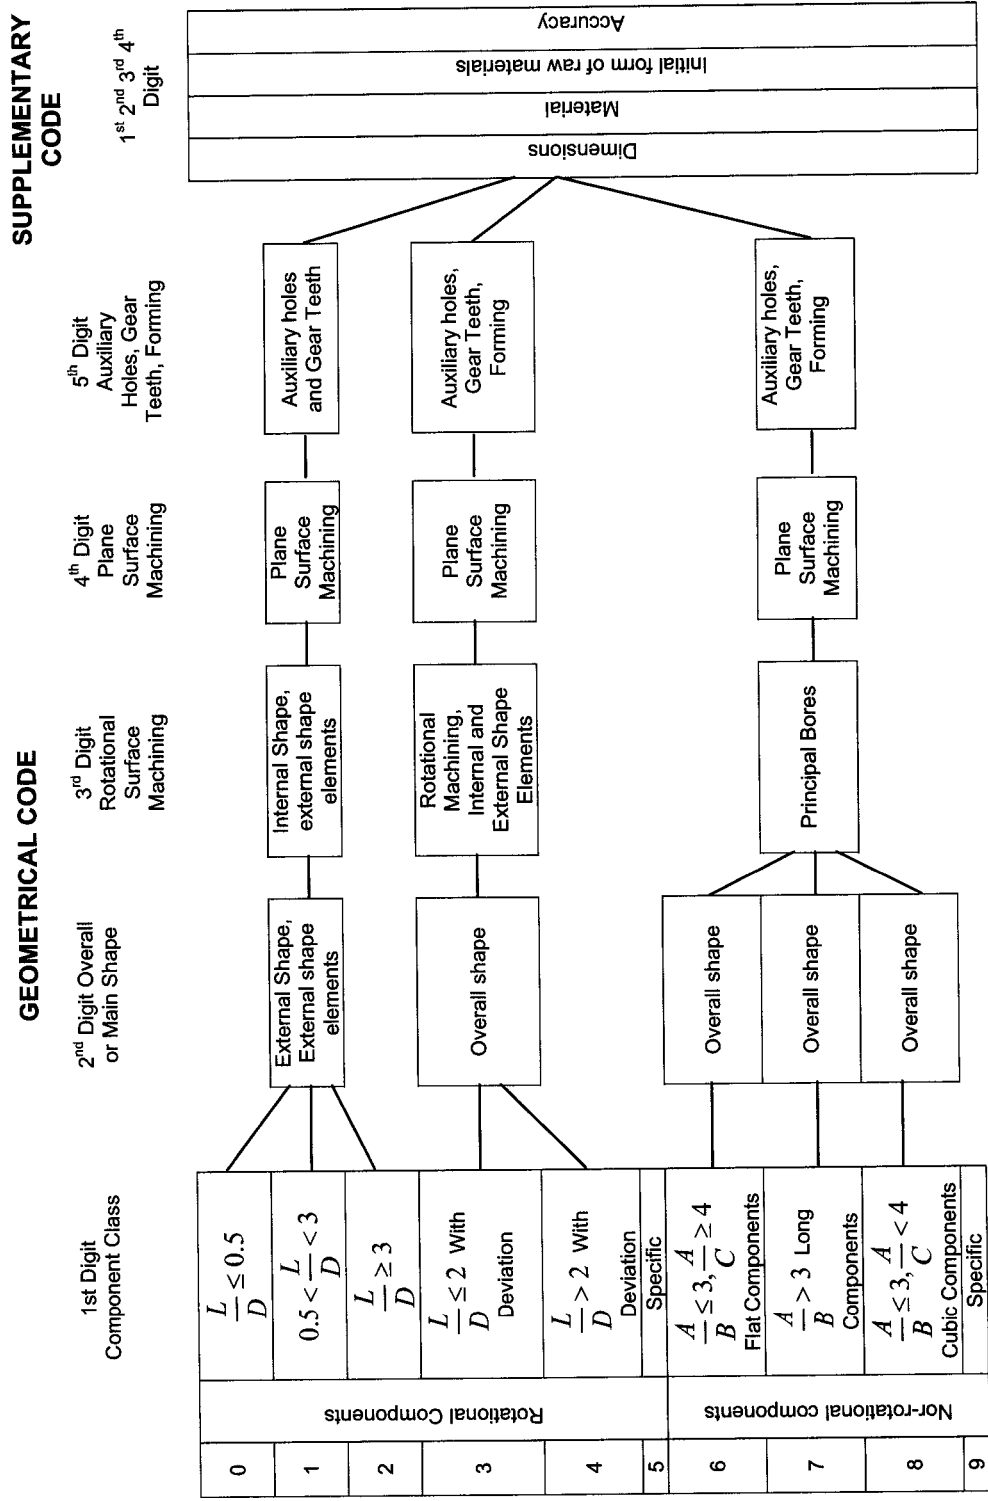 GEOMETRICAL CODE
SUPPLEMENTARY
CODE
1st Digit
Component Class
2nd Digit Overall
or Main Shape
3rd Digit
Rotational
Surface
Machining
4th Digit
Plane
Surface
Machining
5th Digit
Auxiliary
Holes, Gear
Teeth, Forming
1st 2nd 3rd 4th
Digit
0
1
2
3
4
5
6
7
8
9
Rotational Components
Nor-rotational components
L/D ≤ 0.5
0.5 < L/D < 3
L/D ≥ 3
L/D ≤ 2 With
Deviation
L/D > 2 With
Deviation
Specific
A/B ≤ 3, A/C ≥ 4
Flat Components
A/B > 3 Long
Components
A/B ≤ 3, A/C < 4
Cubic Components
Specific
External Shape,
External shape
elements
Internal Shape,
external shape
elements
Plane
Surface
Machining
Auxiliary holes
and Gear Teeth
Overall shape
Rotational
Machining,
Internal and
External Shape
Elements
Plane
Surface
Machining
Auxiliary holes,
Gear Teeth,
Forming
Overall shape
Overall shape
Overall shape
Principal Bores
Plane
Surface
Machining
Auxiliary holes,
Gear Teeth,
Forming
Dimensions
Material
Initial form of raw materials
Accuracy